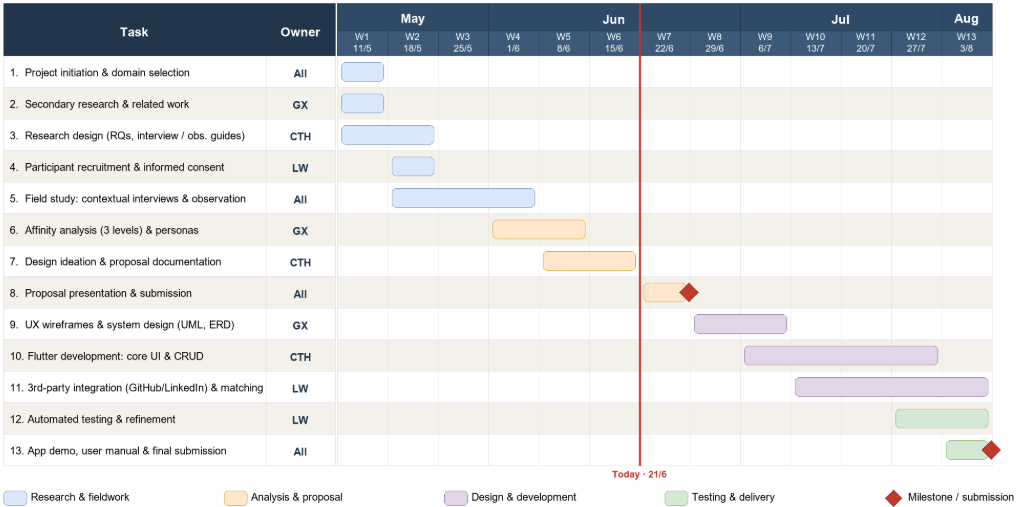 Task Owner May Jun Jul Aug
W1 W2 W3 W4 W5 W6 W7 W8 W9 W10 W11 W12 W13
11/5 18/5 25/5 1/6 8/6 15/6 22/6 29/6 6/7 13/7 20/7 27/7 3/8
1. Project initiation & domain selection All
2. Secondary research & related work GX
3. Research design (RQs, interview / obs. guides) CTH
4. Participant recruitment & informed consent LW
5. Field study: contextual interviews & observation All
6. Affinity analysis (3 levels) & personas GX
7. Design ideation & proposal documentation CTH
8. Proposal presentation & submission All
9. UX wireframes & system design (UML, ERD) GX
10. Flutter development: core UI & CRUD CTH
11. 3rd-party integration (GitHub/LinkedIn) & matching LW
12. Automated testing & refinement LW
13. App demo, user manual & final submission All
Today · 21/6
Research & fieldwork Analysis & proposal Design & development Testing & delivery Milestone / submission